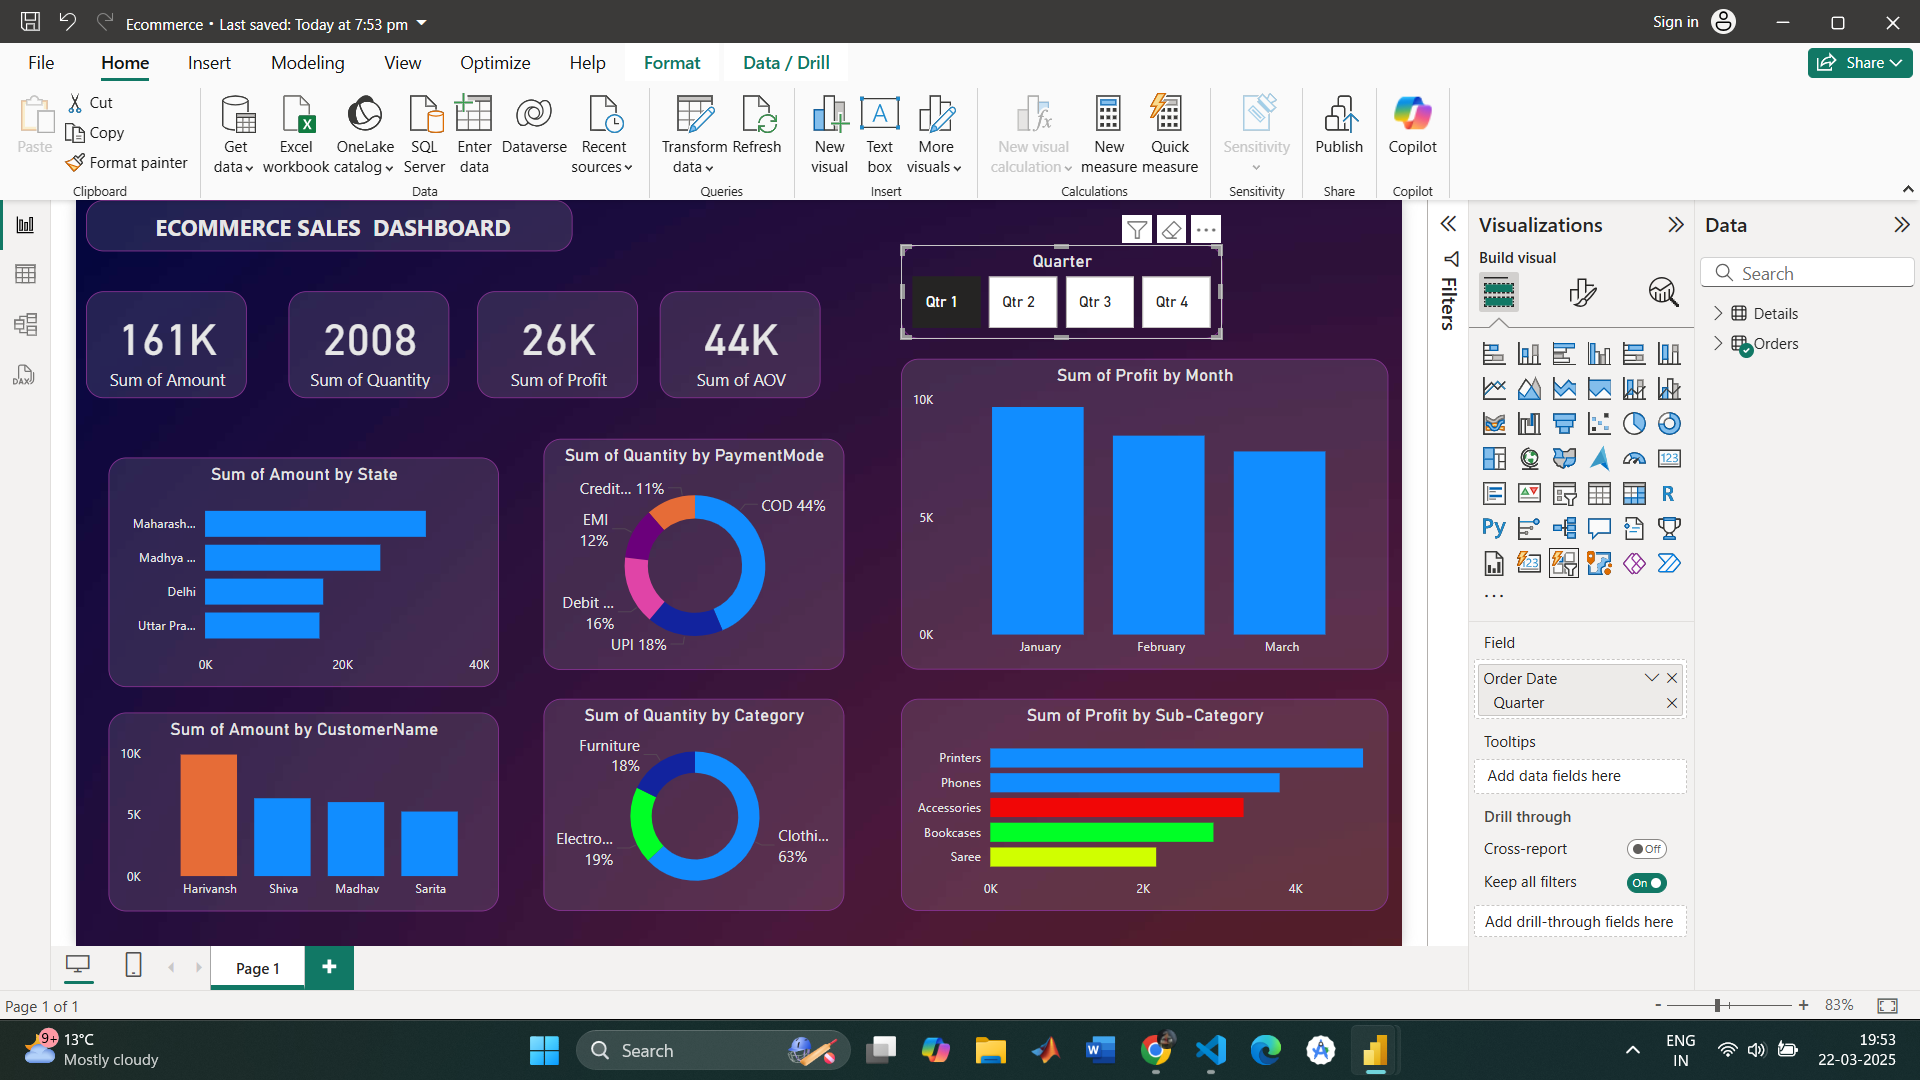 Ecommerce • Last saved: Today at 7:53 pm
Sign in
File
Home
Insert
Modeling
View
Optimize
Help
Format
Data / Drill
Share
Paste
Cut
Copy
Format painter
Clipboard
Get data
Excel workbook
OneLake catalog
SQL Server
Enter data
Dataverse
Recent sources
Data
Transform data
Refresh
Queries
New visual
Text box
More visuals
Insert
New visual calculation
New measure
Quick measure
Calculations
Sensitivity
Sensitivity
Publish
Share
Copilot
Copilot
ECOMMERCE SALES DASHBOARD
161K
Sum of Amount
2008
Sum of Quantity
26K
Sum of Profit
44K
Sum of AOV
Quarter
Qtr 1
Qtr 2
Qtr 3
Qtr 4
Sum of Amount by State
Maharash...
Madhya ...
Delhi
Uttar Pra...
0K
20K
40K
Sum of Quantity by PaymentMode
Credit... 11%
COD 44%
EMI
12%
Debit ...
16%
UPI 18%
Sum of Profit by Month
10K
5K
0K
January
February
March
Sum of Amount by CustomerName
10K
5K
0K
Harivansh
Shiva
Madhav
Sarita
Sum of Quantity by Category
Furniture
18%
Electro...
19%
Clothi...
63%
Sum of Profit by Sub-Category
Printers
Phones
Accessories
Bookcases
Saree
0K
2K
4K
Filters
Visualizations
Build visual
123
R
Py
123
Field
Order Date
Quarter
Tooltips
Add data fields here
Drill through
Cross-report
Off
Keep all filters
On
Add drill-through fields here
Data
Search
Details
Orders
DAX
Page 1
Page 1 of 1
83%
9+
13°C
Mostly cloudy
Search
ENG
IN
19:53
22-03-2025